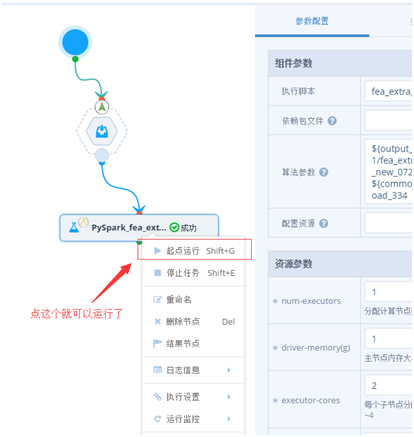 参数配置
组件参数
执行脚本
fea_extra_
依赖包文件
算法参数
${output_
1/fea_extr
_new_072
${commo
oad_334
配置资源
PySpark_fea_ext... 成功
起点运行 Shift+G
停止任务 Shift+E
重命名
删除节点 Del
结果节点
日志信息
执行设置
运行监控
点这个就可以运行了
资源参数
* num-executors
1
分配计算节点
* driver-memory(g)
1
主节点内存大
* executor-cores
2
每个子节点分
~4